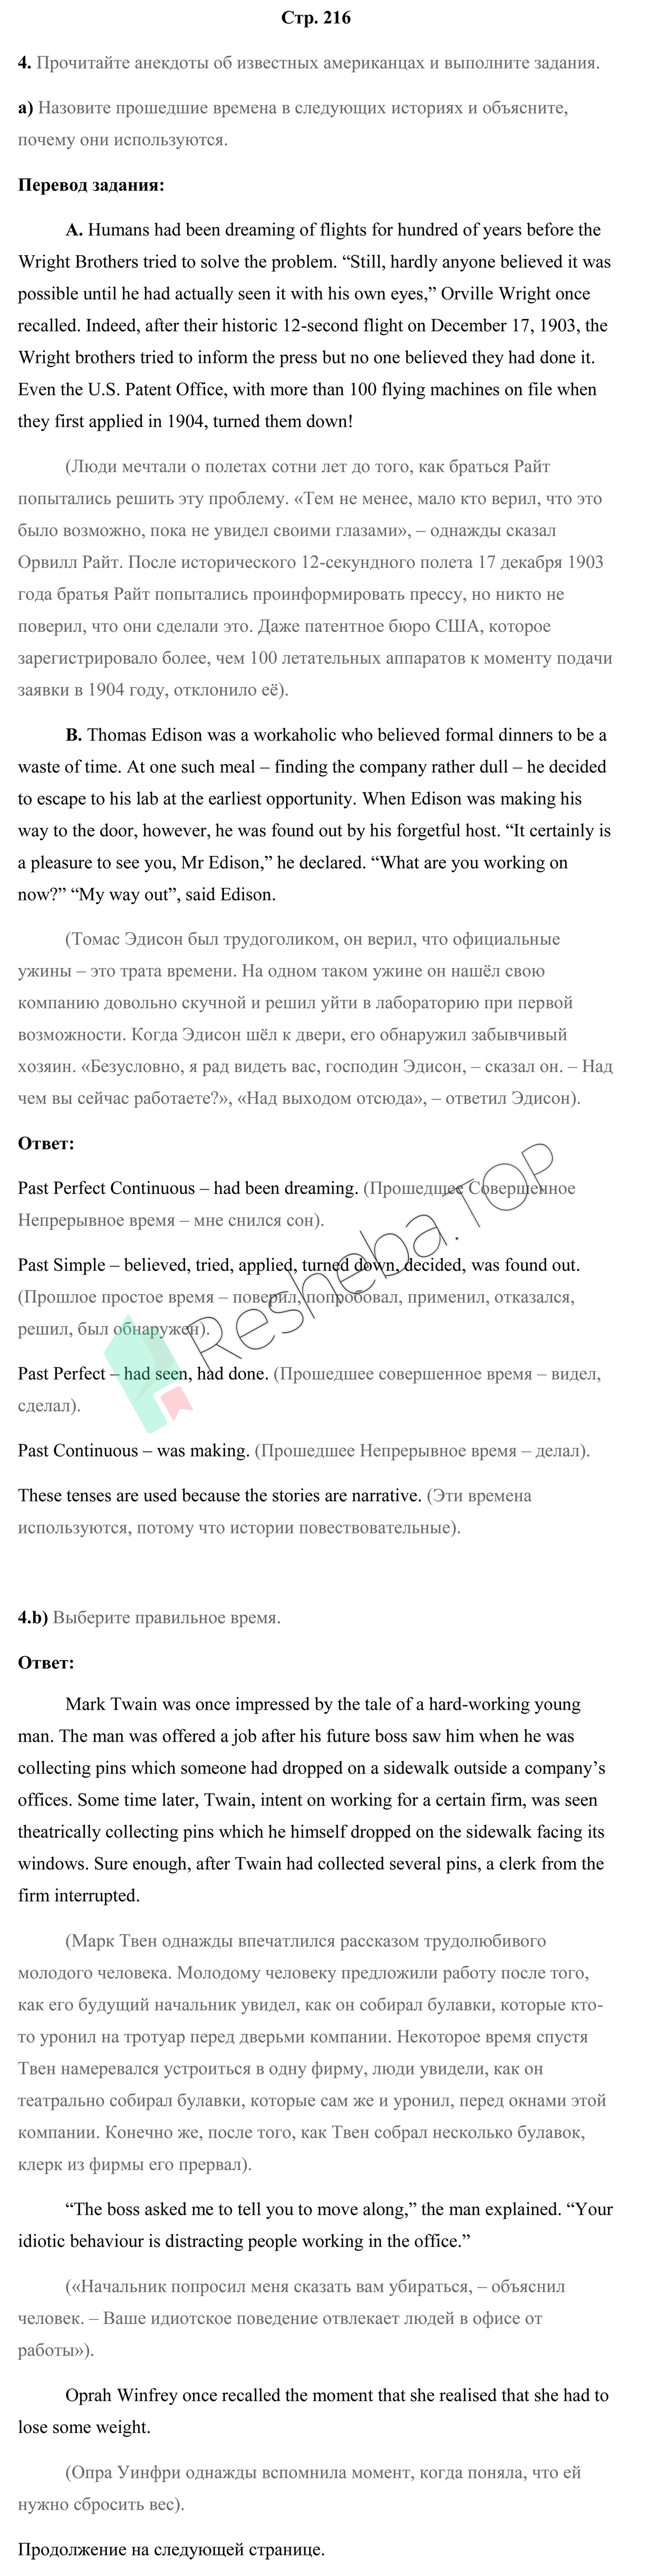 Стр. 216
4. Прочитайте анекдоты об известных американцах и выполните задания.
а) Назовите прошедшие времена в следующих историях и объясните,
почему они используются.
Перевод задания:
A. Humans had been dreaming of flights for hundred of years before the
Wright Brothers tried to solve the problem. “Still, hardly anyone believed it was
possible until he had actually seen it with his own eyes,” Orville Wright once
recalled. Indeed, after their historic 12-second flight on December 17, 1903, the
Wright brothers tried to inform the press but no one believed they had done it.
Even the U.S. Patent Office, with more than 100 flying machines on file when
they first applied in 1904, turned them down!
(Люди мечтали о полетах сотни лет до того, как браться Райт
попытались решить эту проблему. «Тем не менее, мало кто верил, что это
было возможно, пока не увидел своими глазами», – однажды сказал
Орвилл Райт. После исторического 12-секундного полета 17 декабря 1903
года братья Райт попытались проинформировать прессу, но никто не
поверил, что они сделали это. Даже патентное бюро США, которое
зарегистрировало более, чем 100 летательных аппаратов к моменту подачи
заявки в 1904 году, отклонило её).
B. Thomas Edison was a workaholic who believed formal dinners to be a
waste of time. At one such meal – finding the company rather dull – he decided
to escape to his lab at the earliest opportunity. When Edison was making his
way to the door, however, he was found out by his forgetful host. “It certainly is
a pleasure to see you, Mr Edison,” he declared. “What are you working on
now?” “My way out”, said Edison.
(Томас Эдисон был трудоголиком, он верил, что официальные
ужины – это трата времени. На одном таком ужине он нашёл свою
компанию довольно скучной и решил уйти в лабораторию при первой
возможности. Когда Эдисон шёл к двери, его обнаружил забывчивый
хозяин. «Безусловно, я рад видеть вас, господин Эдисон, – сказал он. – Над
чем вы сейчас работаете?», «Над выходом отсюда», – ответил Эдисон).
Ответ:
Past Perfect Continuous – had been dreaming. (Прошедшее Совершенное
Непрерывное время – мне снился сон).
Past Simple – believed, tried, applied, turned down, decided, was found out.
(Прошлое простое время – поверил, попробовал, применил, отказался,
решил, был обнаружен).
Past Perfect – had seen, had done. (Прошедшее совершенное время – видел,
сделал).
Past Continuous – was making. (Прошедшее Непрерывное время – делал).
These tenses are used because the stories are narrative. (Эти времена
используются, потому что истории повествовательные).
Resheba.TOP
4.b) Выберите правильное время.
Ответ:
Mark Twain was once impressed by the tale of a hard-working young
man. The man was offered a job after his future boss saw him when he was
collecting pins which someone had dropped on a sidewalk outside a company’s
offices. Some time later, Twain, intent on working for a certain firm, was seen
theatrically collecting pins which he himself dropped on the sidewalk facing its
windows. Sure enough, after Twain had collected several pins, a clerk from the
firm interrupted.
(Марк Твен однажды впечатлился рассказом трудолюбивого
молодого человека. Молодому человеку предложили работу после того,
как его будущий начальник увидел, как он собирал булавки, которые кто-
то уронил на тротуар перед дверьми компании. Некоторое время спустя
Твен намеревался устроиться в одну фирму, люди увидели, как он
театрально собирал булавки, которые сам же и уронил, перед окнами этой
компании. Конечно же, после того, как Твен собрал несколько булавок,
клерк из фирмы его прервал).
“The boss asked me to tell you to move along,” the man explained. “Your
idiotic behaviour is distracting people working in the office.”
(«Начальник попросил меня сказать вам убираться, – объяснил
человек. – Ваше идиотское поведение отвлекает людей в офисе от
работы»).
Oprah Winfrey once recalled the moment that she realised that she had to
lose some weight.
(Опра Уинфри однажды вспомнила момент, когда поняла, что ей
нужно сбросить вес).
Продолжение на следующей странице.